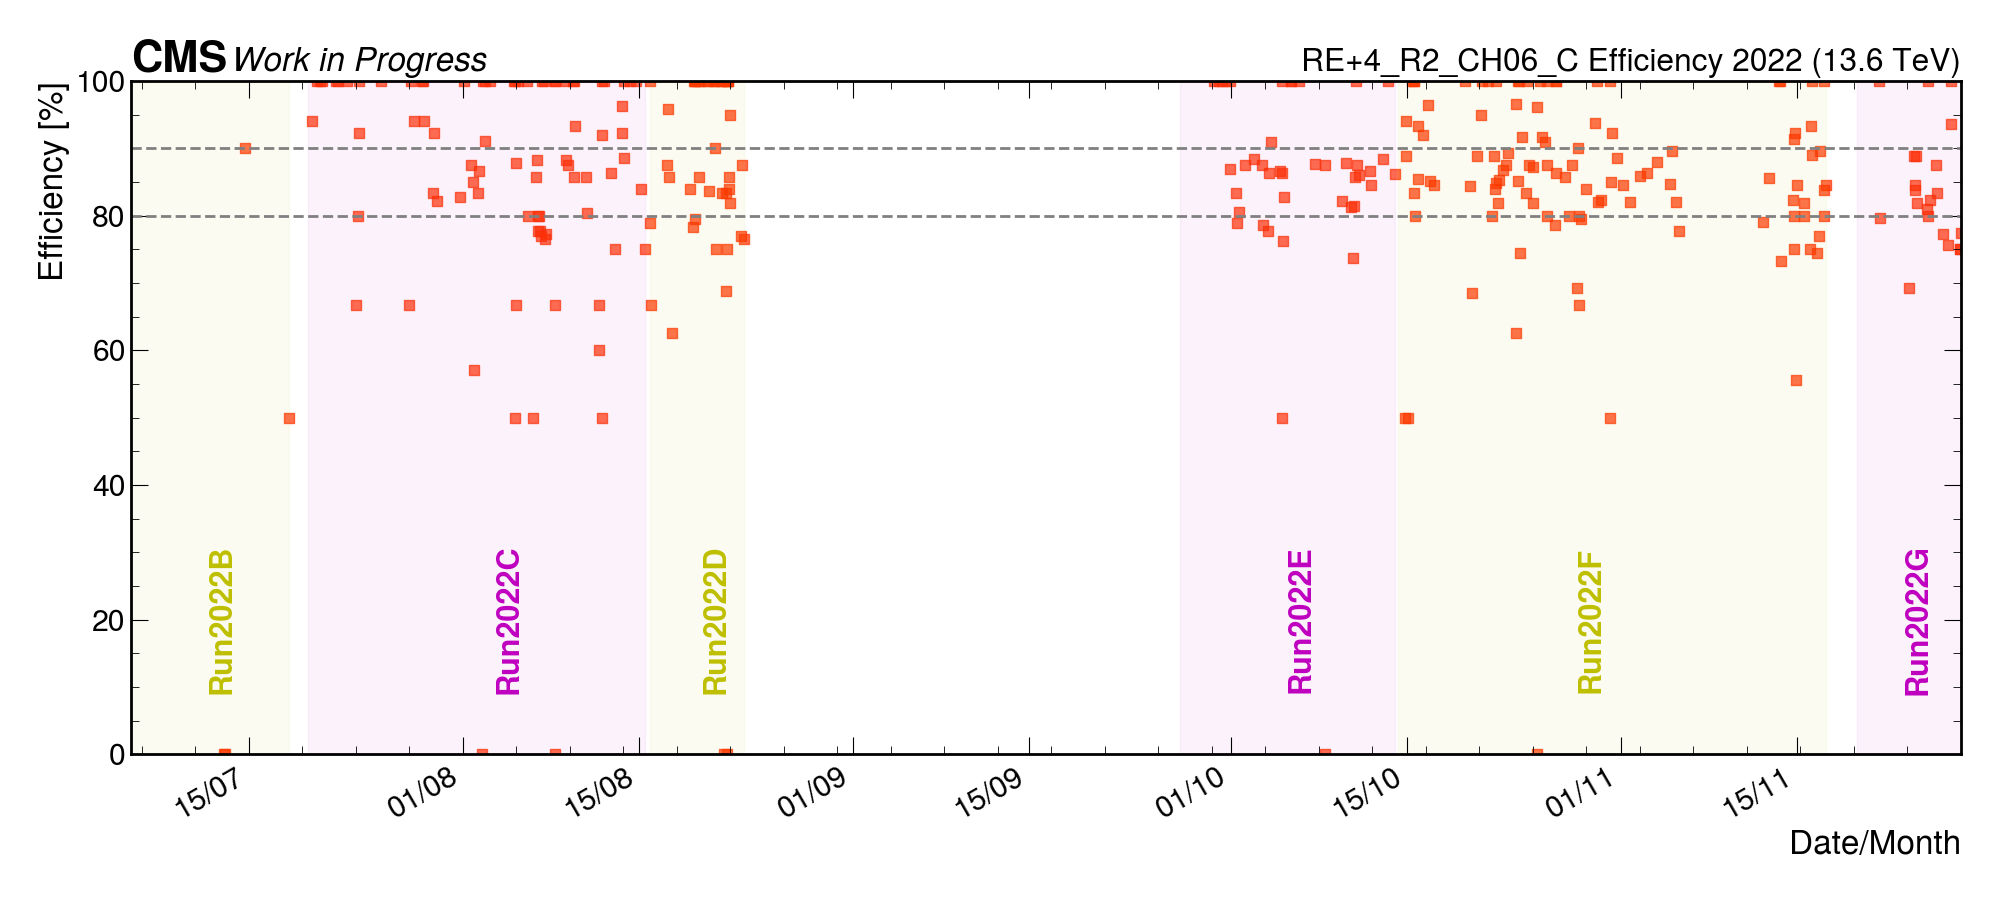 CMS Work in Progress
RE+4_R2_CH06_C Efficiency 2022 (13.6 TeV)
Efficiency [%]
100
80
60
40
20
0
Run2022B
Run2022C
Run2022D
Run2022E
Run2022F
Run2022G
15/07
01/08
15/08
01/09
15/09
01/10
15/10
01/11
15/11
Date/Month